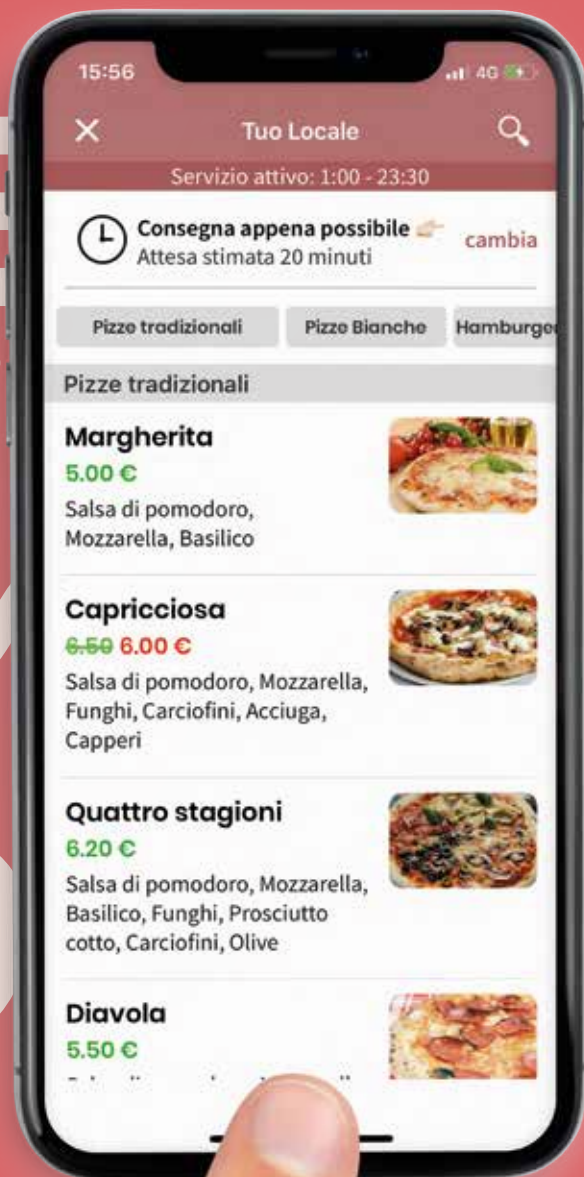 15:56
4G
Tuo Locale
Servizio attivo: 1:00 - 23:30
Consegna appena possibile 👉🏻
Attesa stimata 20 minuti
cambia
Pizze tradizionali
Pizze Bianche
Hamburger
Pizze tradizionali
Margherita
5.00 €
Salsa di pomodoro,
Mozzarella, Basilico
Capricciosa
6.50 6.00 €
Salsa di pomodoro, Mozzarella,
Funghi, Carciofini, Acciuga,
Capperi
Quattro stagioni
6.20 €
Salsa di pomodoro, Mozzarella,
Basilico, Funghi, Prosciutto
cotto, Carciofini, Olive
Diavola
5.50 €